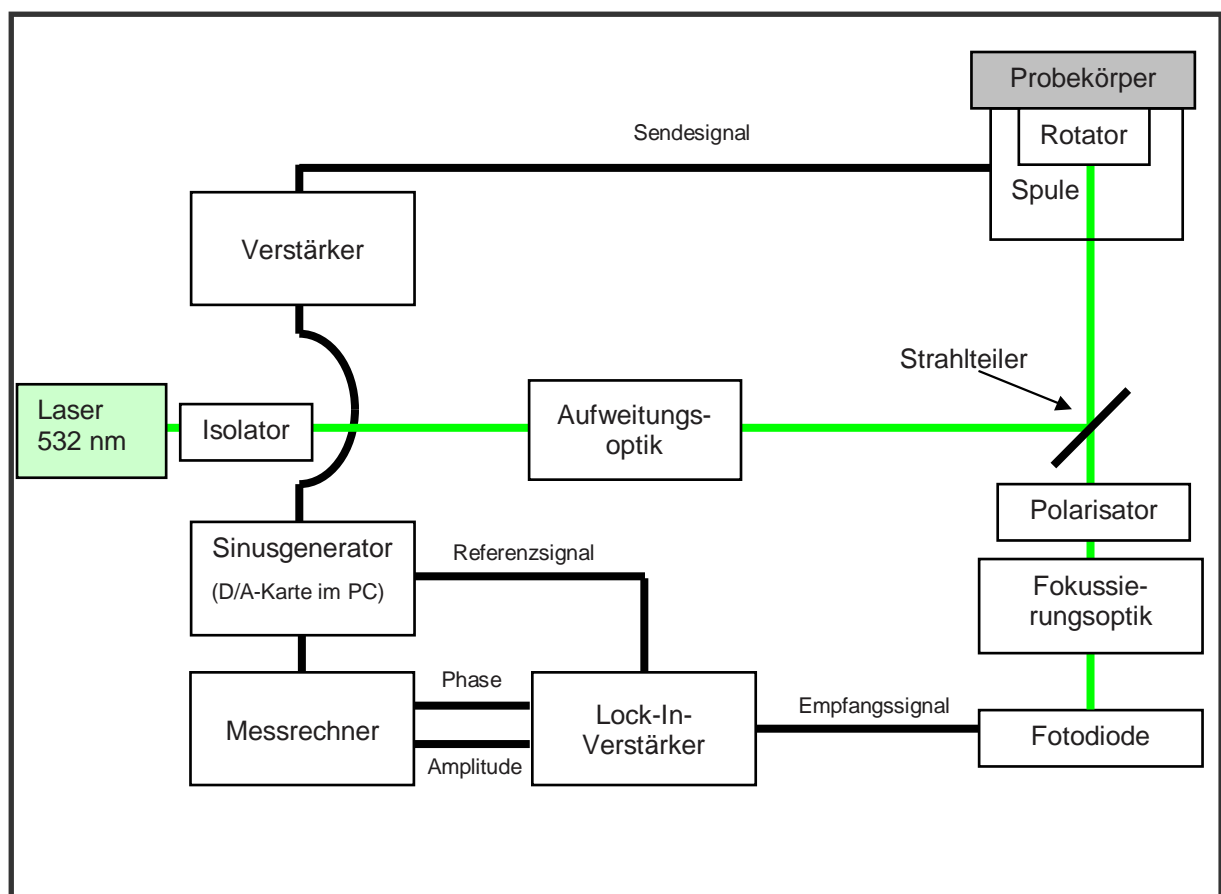 Probekörper
Sendesignal
Rotator
Spule
Verstärker
Strahlteiler
Laser
532 nm
Isolator
Aufweitungs-
optik
Polarisator
Sinusgenerator
(D/A-Karte im PC)
Referenzsignal
Fokussie-
rungsoptik
Phase
Messrechner
Amplitude
Lock-In-
Verstärker
Empfangssignal
Fotodiode